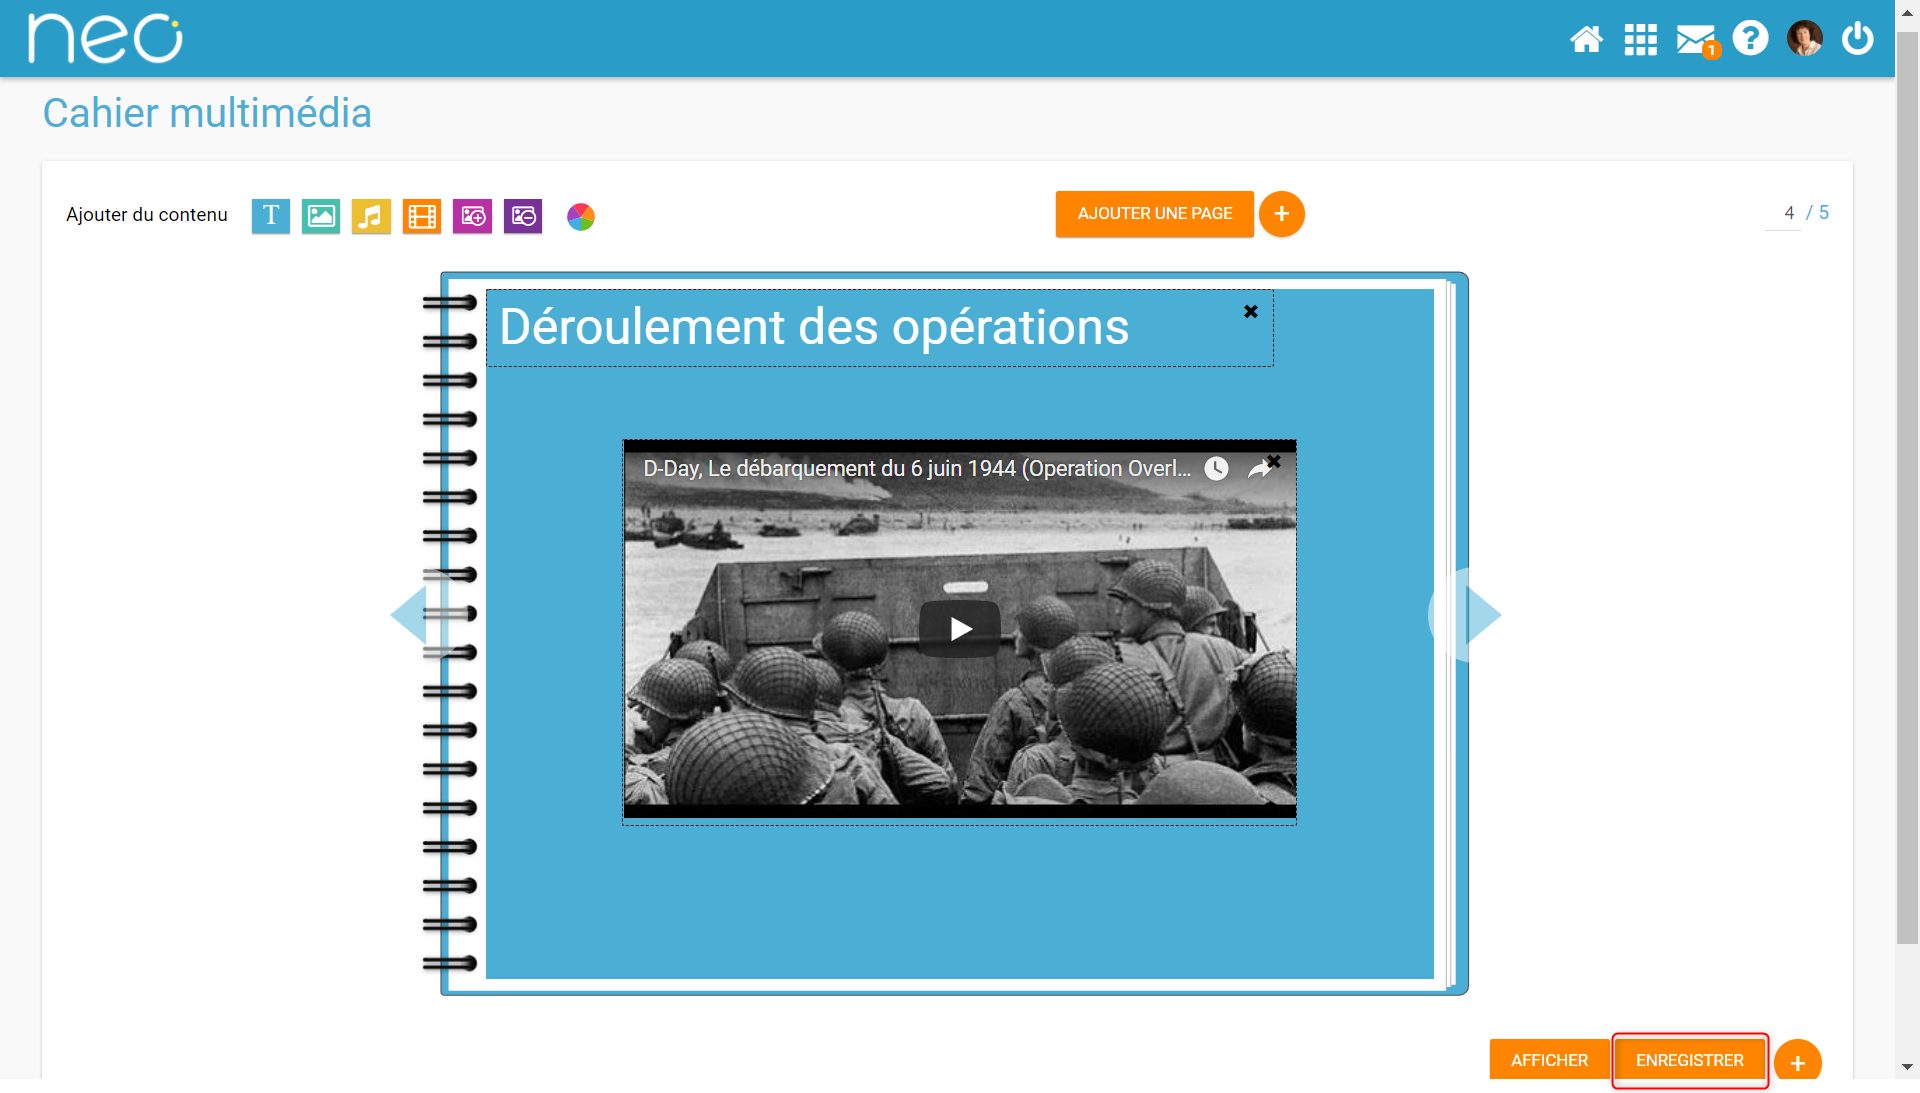 neo
1
?
Cahier multimédia
Ajouter du contenu
T
AJOUTER UNE PAGE
+
4 / 5
Déroulement des opérations
D-Day, Le débarquement du 6 juin 1944 (Operation Overl...
AFFICHER
ENREGISTRER
+